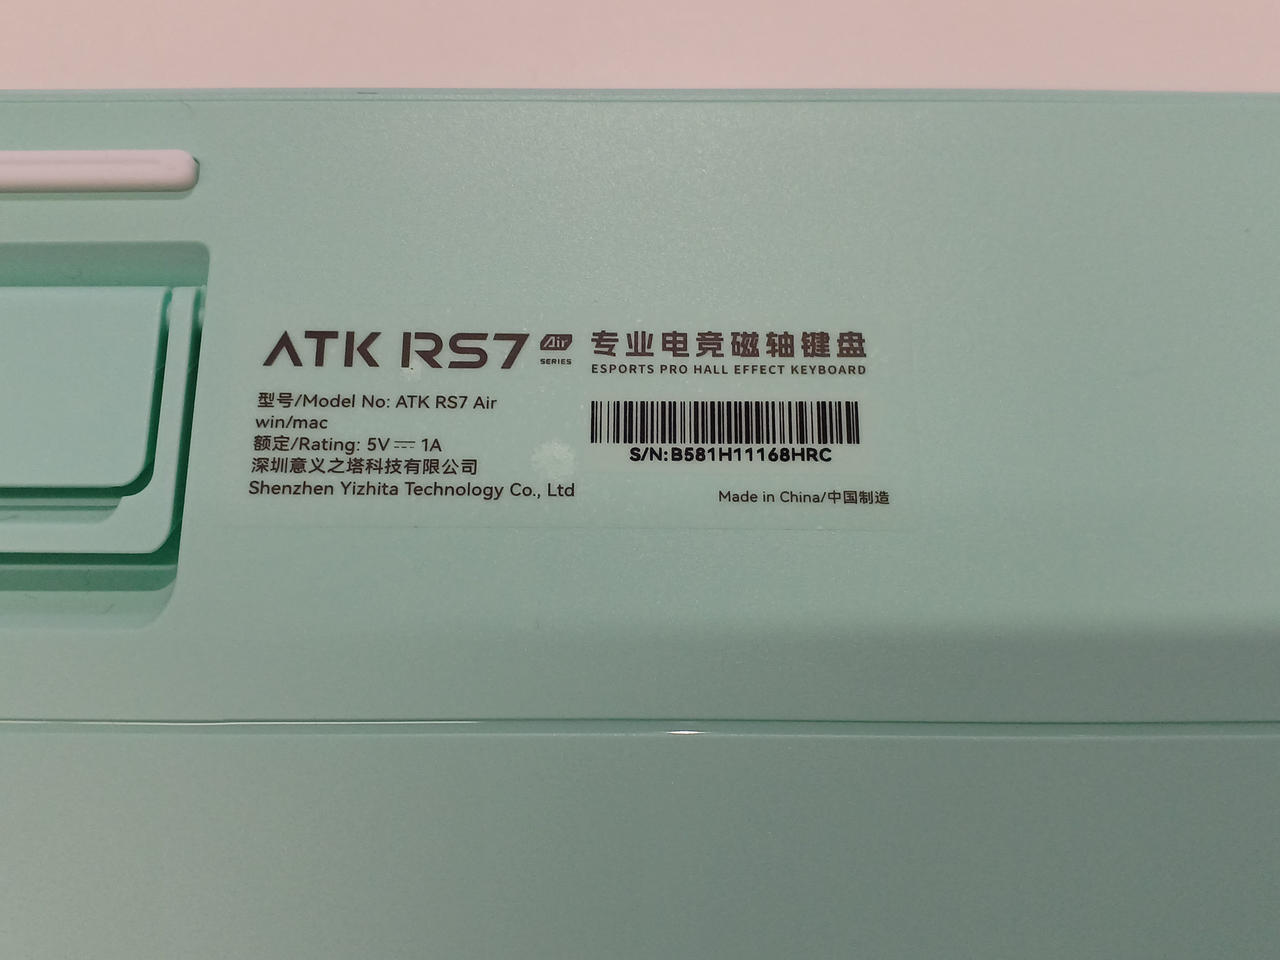 ATK RS7 Air SERIES
专业电竞磁轴键盘
ESPORTS PRO HALL EFFECT KEYBOARD
型号/Model No: ATK RS7 Air
win/mac
额定/Rating: 5V⎓1A
深圳意义之塔科技有限公司
Shenzhen Yizhita Technology Co., Ltd
S/N:B581H11168HRC
Made in China/中国制造